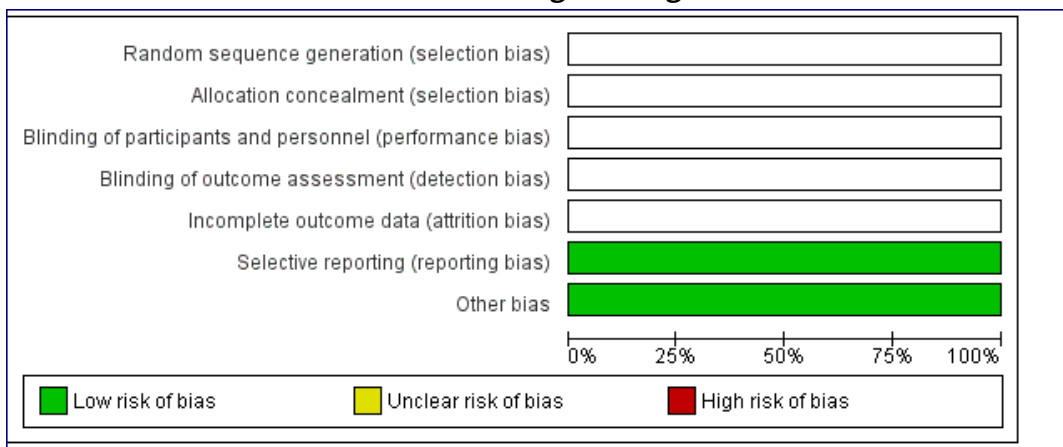 Random sequence generation (selection bias)
Allocation concealment (selection bias)
Blinding of participants and personnel (performance bias)
Blinding of outcome assessment (detection bias)
Incomplete outcome data (attrition bias)
Selective reporting (reporting bias)
Other bias
0% 25% 50% 75% 100%
Low risk of bias Unclear risk of bias High risk of bias